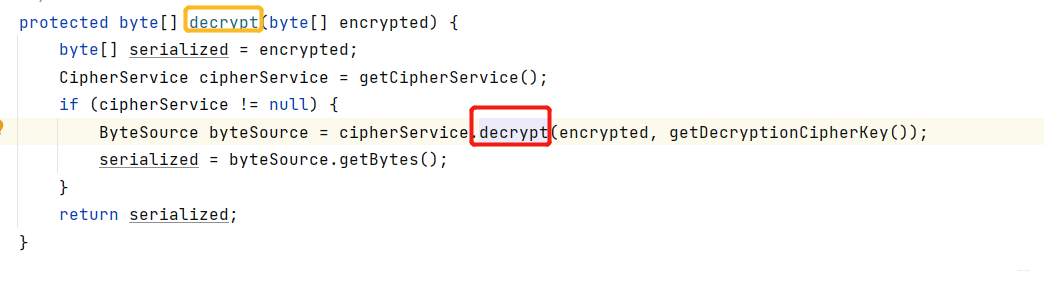 protected byte[] decrypt(byte[] encrypted) {
    byte[] serialized = encrypted;
    CipherService cipherService = getCipherService();
    if (cipherService != null) {
        ByteSource byteSource = cipherService.decrypt(encrypted, getDecryptionCipherKey());
        serialized = byteSource.getBytes();
    }
    return serialized;
}